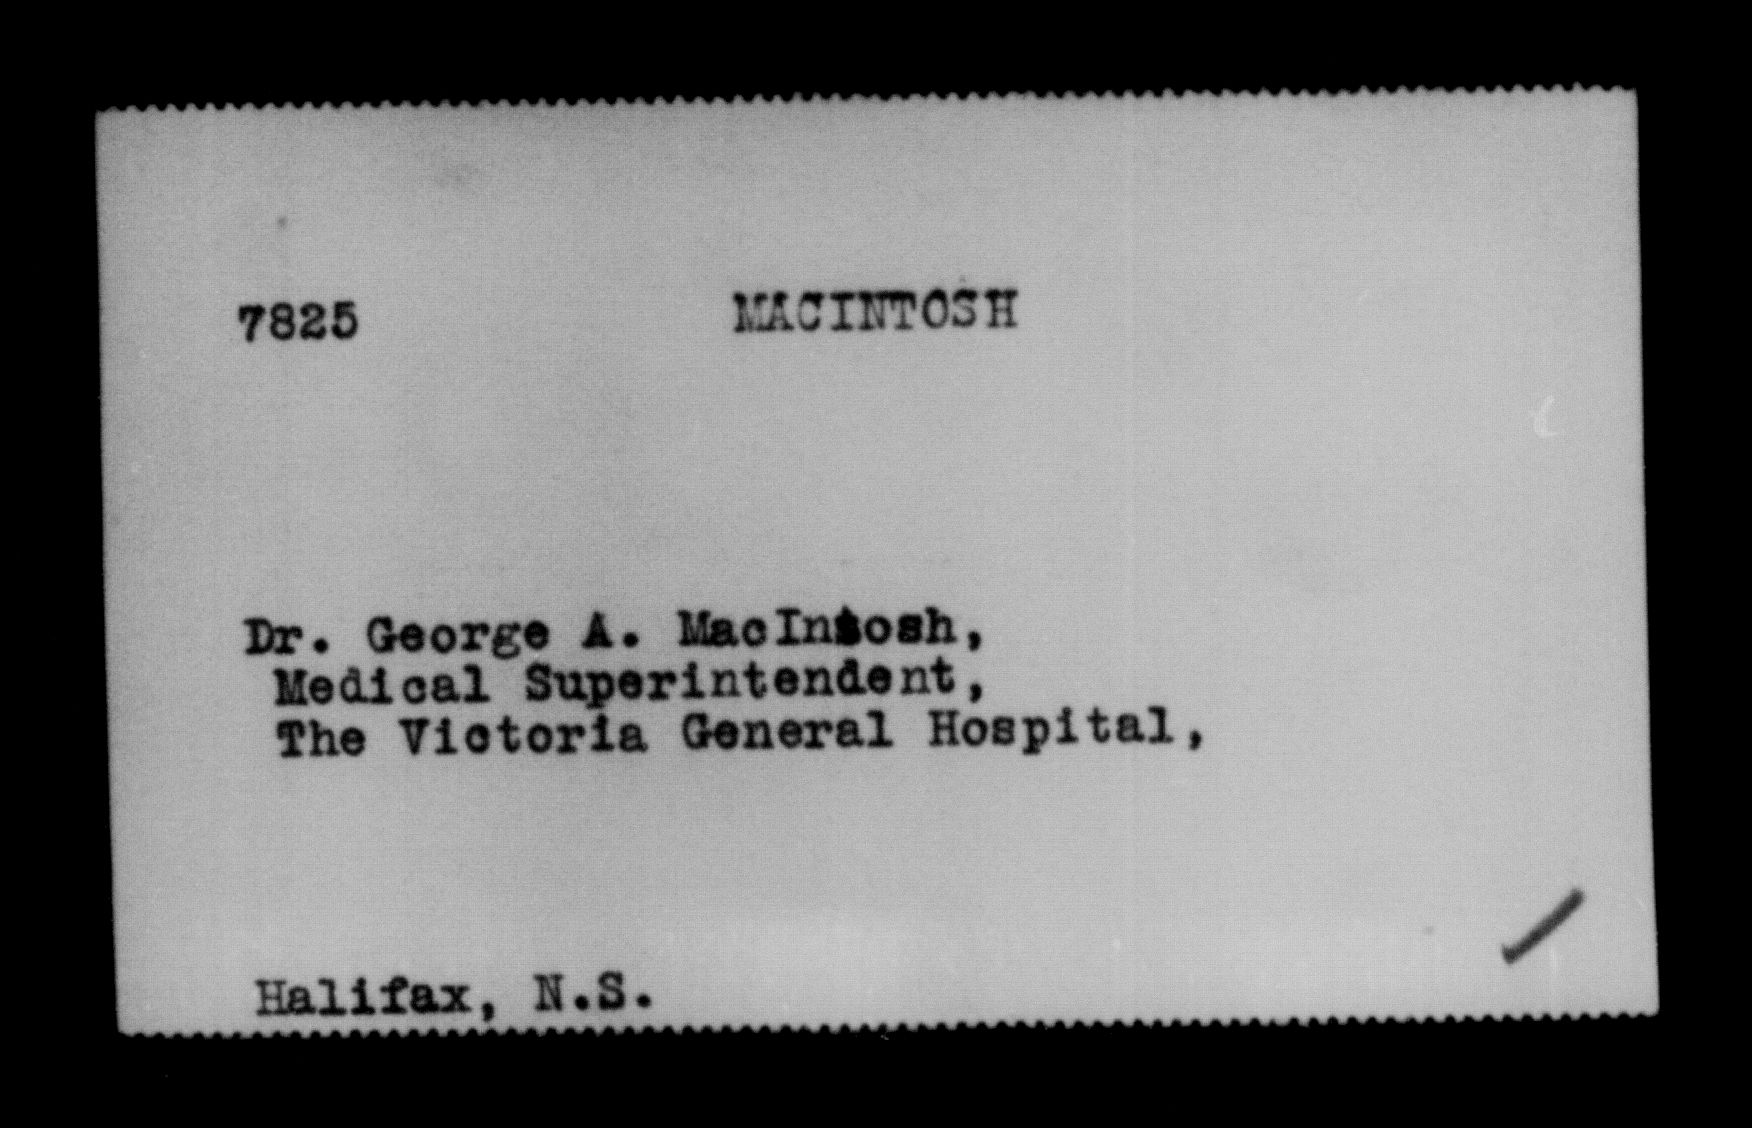 7825 MACINTOSH
Dr. George A. MacIntosh,
Medical Superintendent,
The Victoria General Hospital,
Halifax, N.S.